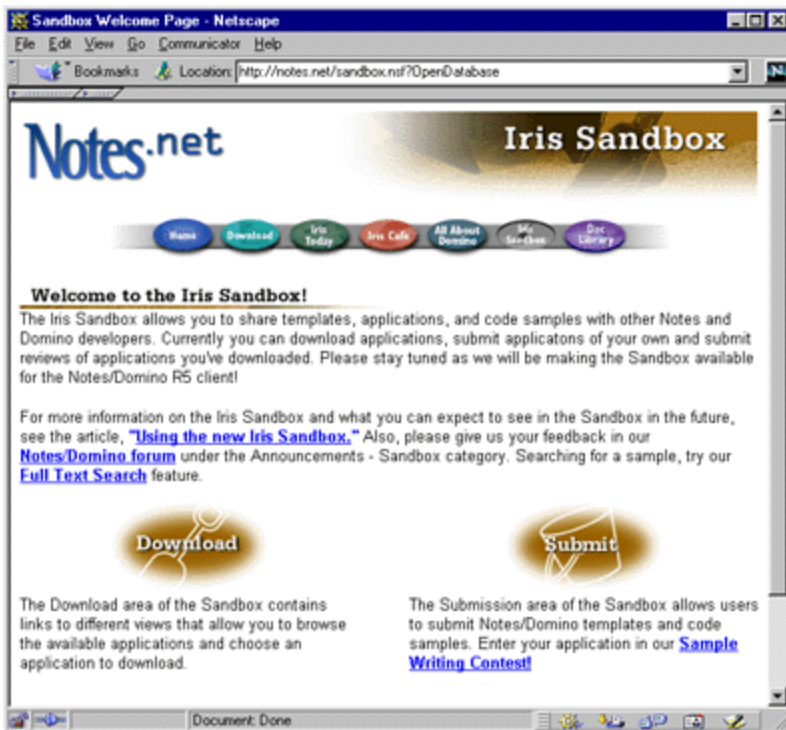 Sandbox Welcome Page - Netscape
File Edit View Go Communicator Help
Bookmarks Location: http://notes.net/sandbox.nsf?OpenDatabase
N
Notes.net
Iris Sandbox
Home Download Iris Today Iris Cafe All About Domino Iris Sandbox Doc Library
Welcome to the Iris Sandbox!
The Iris Sandbox allows you to share templates, applications, and code samples with other Notes and
Domino developers. Currently you can download applications, submit applicatons of your own and submit
reviews of applications you've downloaded. Please stay tuned as we will be making the Sandbox available
for the Notes/Domino R5 client!
For more information on the Iris Sandbox and what you can expect to see in the Sandbox in the future,
see the article, "Using the new Iris Sandbox." Also, please give us your feedback in our
Notes/Domino forum under the Announcements - Sandbox category. Searching for a sample, try our
Full Text Search feature.
Download
The Download area of the Sandbox contains
links to different views that allow you to browse
the available applications and choose an
application to download.
Submit
The Submission area of the Sandbox allows users
to submit Notes/Domino templates and code
samples. Enter your application in our Sample
Writing Contest!
Document: Done